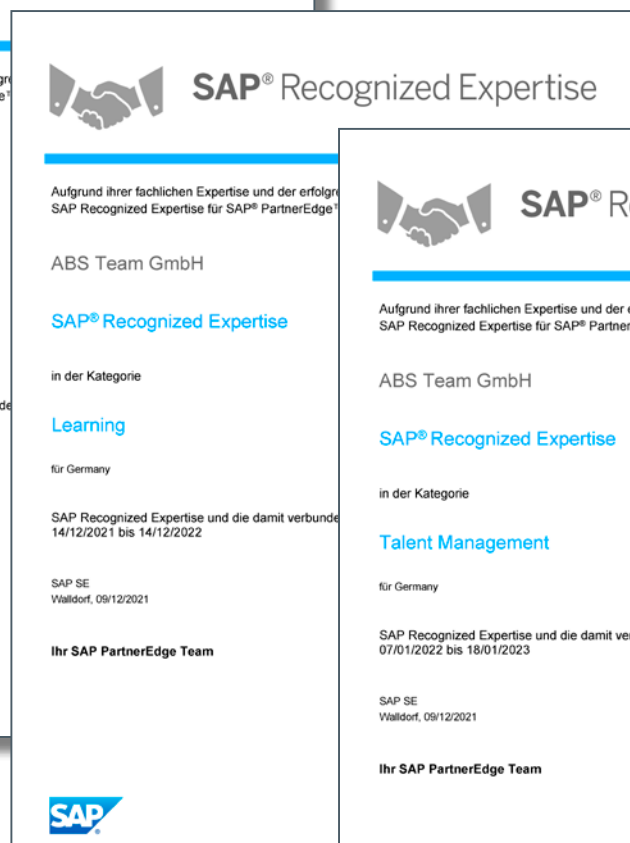 SAP® Recognized Expertise
Aufgrund ihrer fachlichen Expertise und der
SAP Recognized Expertise für SAP® PartnerEdge
ABS Team GmbH
SAP® Recognized Expertise
in der Kategorie
Learning
für Germany
SAP Recognized Expertise und die damit
14/12/2021 bis 14/12/2022
SAP SE
Walldorf, 09/12/2021
Ihr SAP PartnerEdge Team
SAP
SAP®
Aufgrund ihrer fachlichen Expertise und der
SAP Recognized Expertise für SAP®
ABS Team GmbH
SAP® Recognized Expertise
in der Kategorie
Talent Management
für Germany
SAP Recognized Expertise und die damit
07/01/2022 bis 18/01/2023
SAP SE
Walldorf, 09/12/2021
Ihr SAP PartnerEdge Team